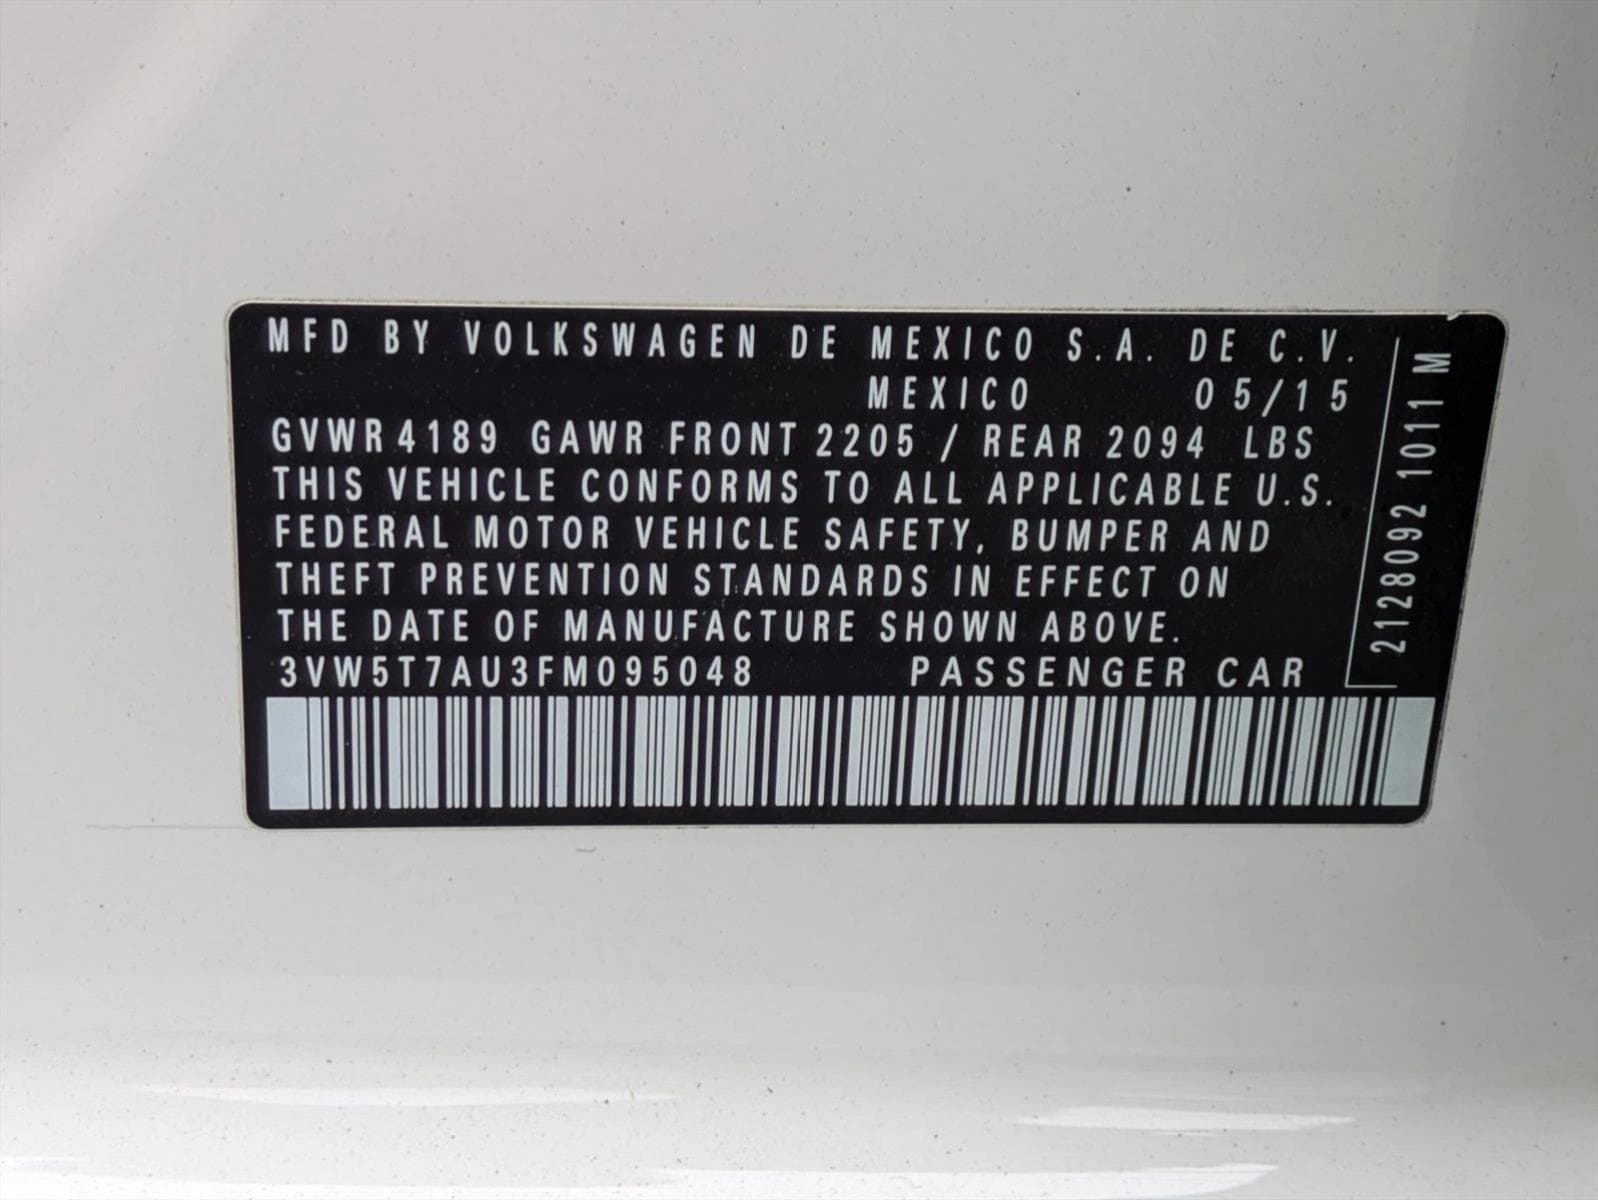 MFD BY VOLKSWAGEN DE MEXICO S.A. DE C.V.
MEXICO 05/15
GVWR 4189 GAWR FRONT 2205 / REAR 2094 LBS
THIS VEHICLE CONFORMS TO ALL APPLICABLE U.S.
FEDERAL MOTOR VEHICLE SAFETY, BUMPER AND
THEFT PREVENTION STANDARDS IN EFFECT ON
THE DATE OF MANUFACTURE SHOWN ABOVE.
3VW5T7AU3FM095048 PASSENGER CAR
2128092 1011 M